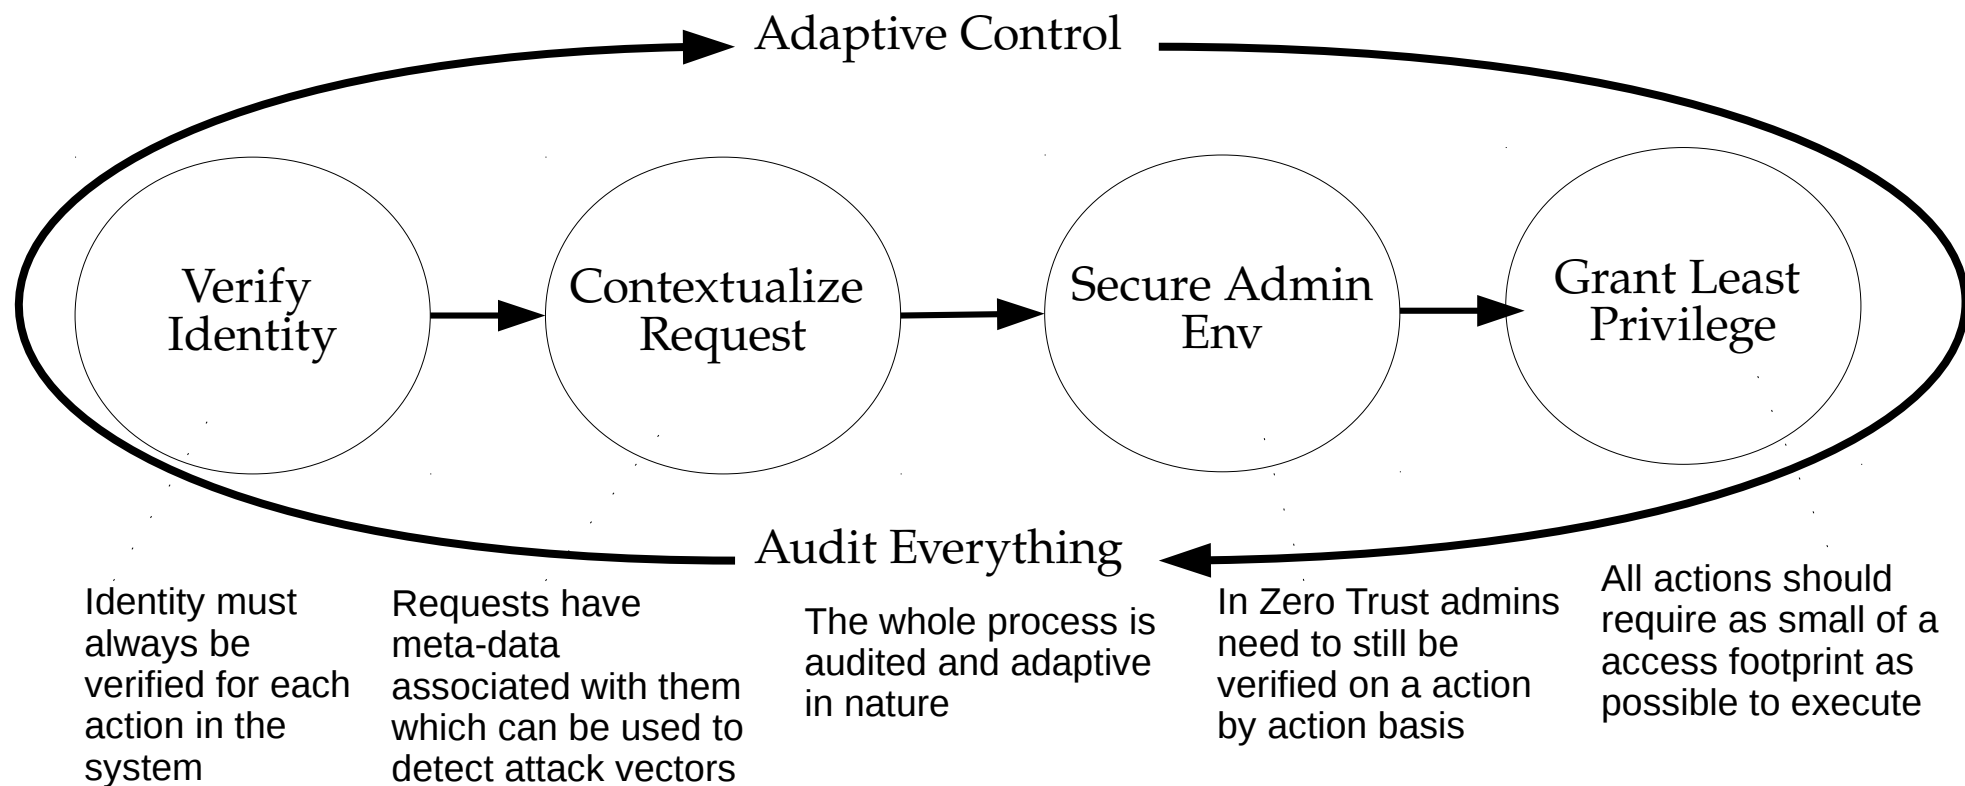 Adaptive Control
Verify
Identity
Contextualize
Request
Secure Admin
Env
Grant Least
Privilege
Audit Everything
Identity must
always be
verified for each
action in the
system
Requests have
meta-data
associated with them
which can be used to
detect attack vectors
The whole process is
audited and adaptive
in nature
In Zero Trust admins
need to still be
verified on a action
by action basis
All actions should
require as small of a
access footprint as
possible to execute